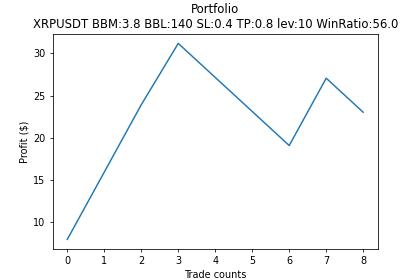 Portfolio
XRPUSDT BBM:3.8 BBL:140 SL:0.4 TP:0.8 lev:10 WinRatio:56.0
30
25
20
15
10
Profit ($)
0 1 2 3 4 5 6 7 8
Trade counts